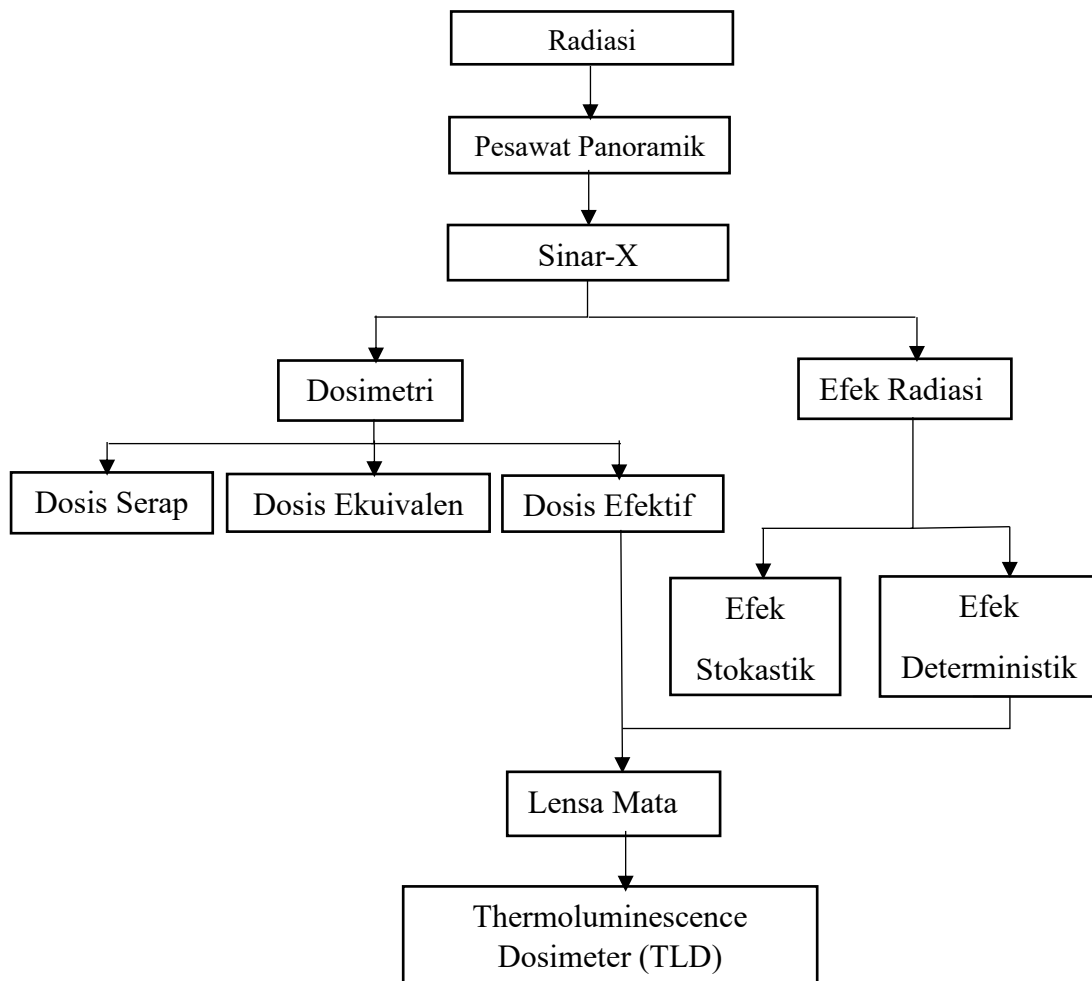 Radiasi
Pesawat Panoramik
Sinar-X
Dosimetri
Efek Radiasi
Dosis Serap
Dosis Ekuivalen
Dosis Efektif
Efek
Stokastik
Efek
Deterministik
Lensa Mata
Thermoluminescence
Dosimeter (TLD)